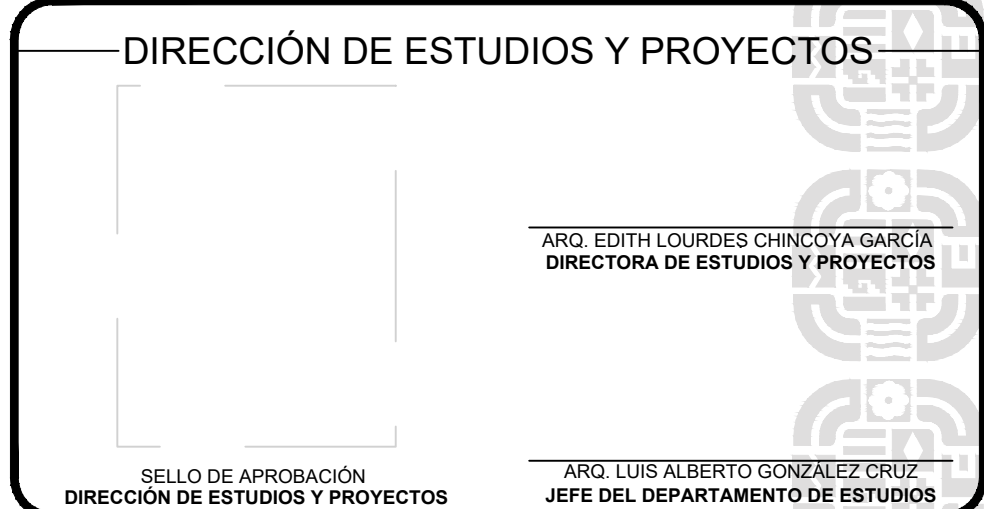 DIRECCIÓN DE ESTUDIOS Y PROYECTOS
ARQ. EDITH LOURDES CHINCOYA GARCÍA
DIRECTORA DE ESTUDIOS Y PROYECTOS
SELLO DE APROBACIÓN
DIRECCIÓN DE ESTUDIOS Y PROYECTOS
ARQ. LUIS ALBERTO GONZÁLEZ CRUZ
JEFE DEL DEPARTAMENTO DE ESTUDIOS